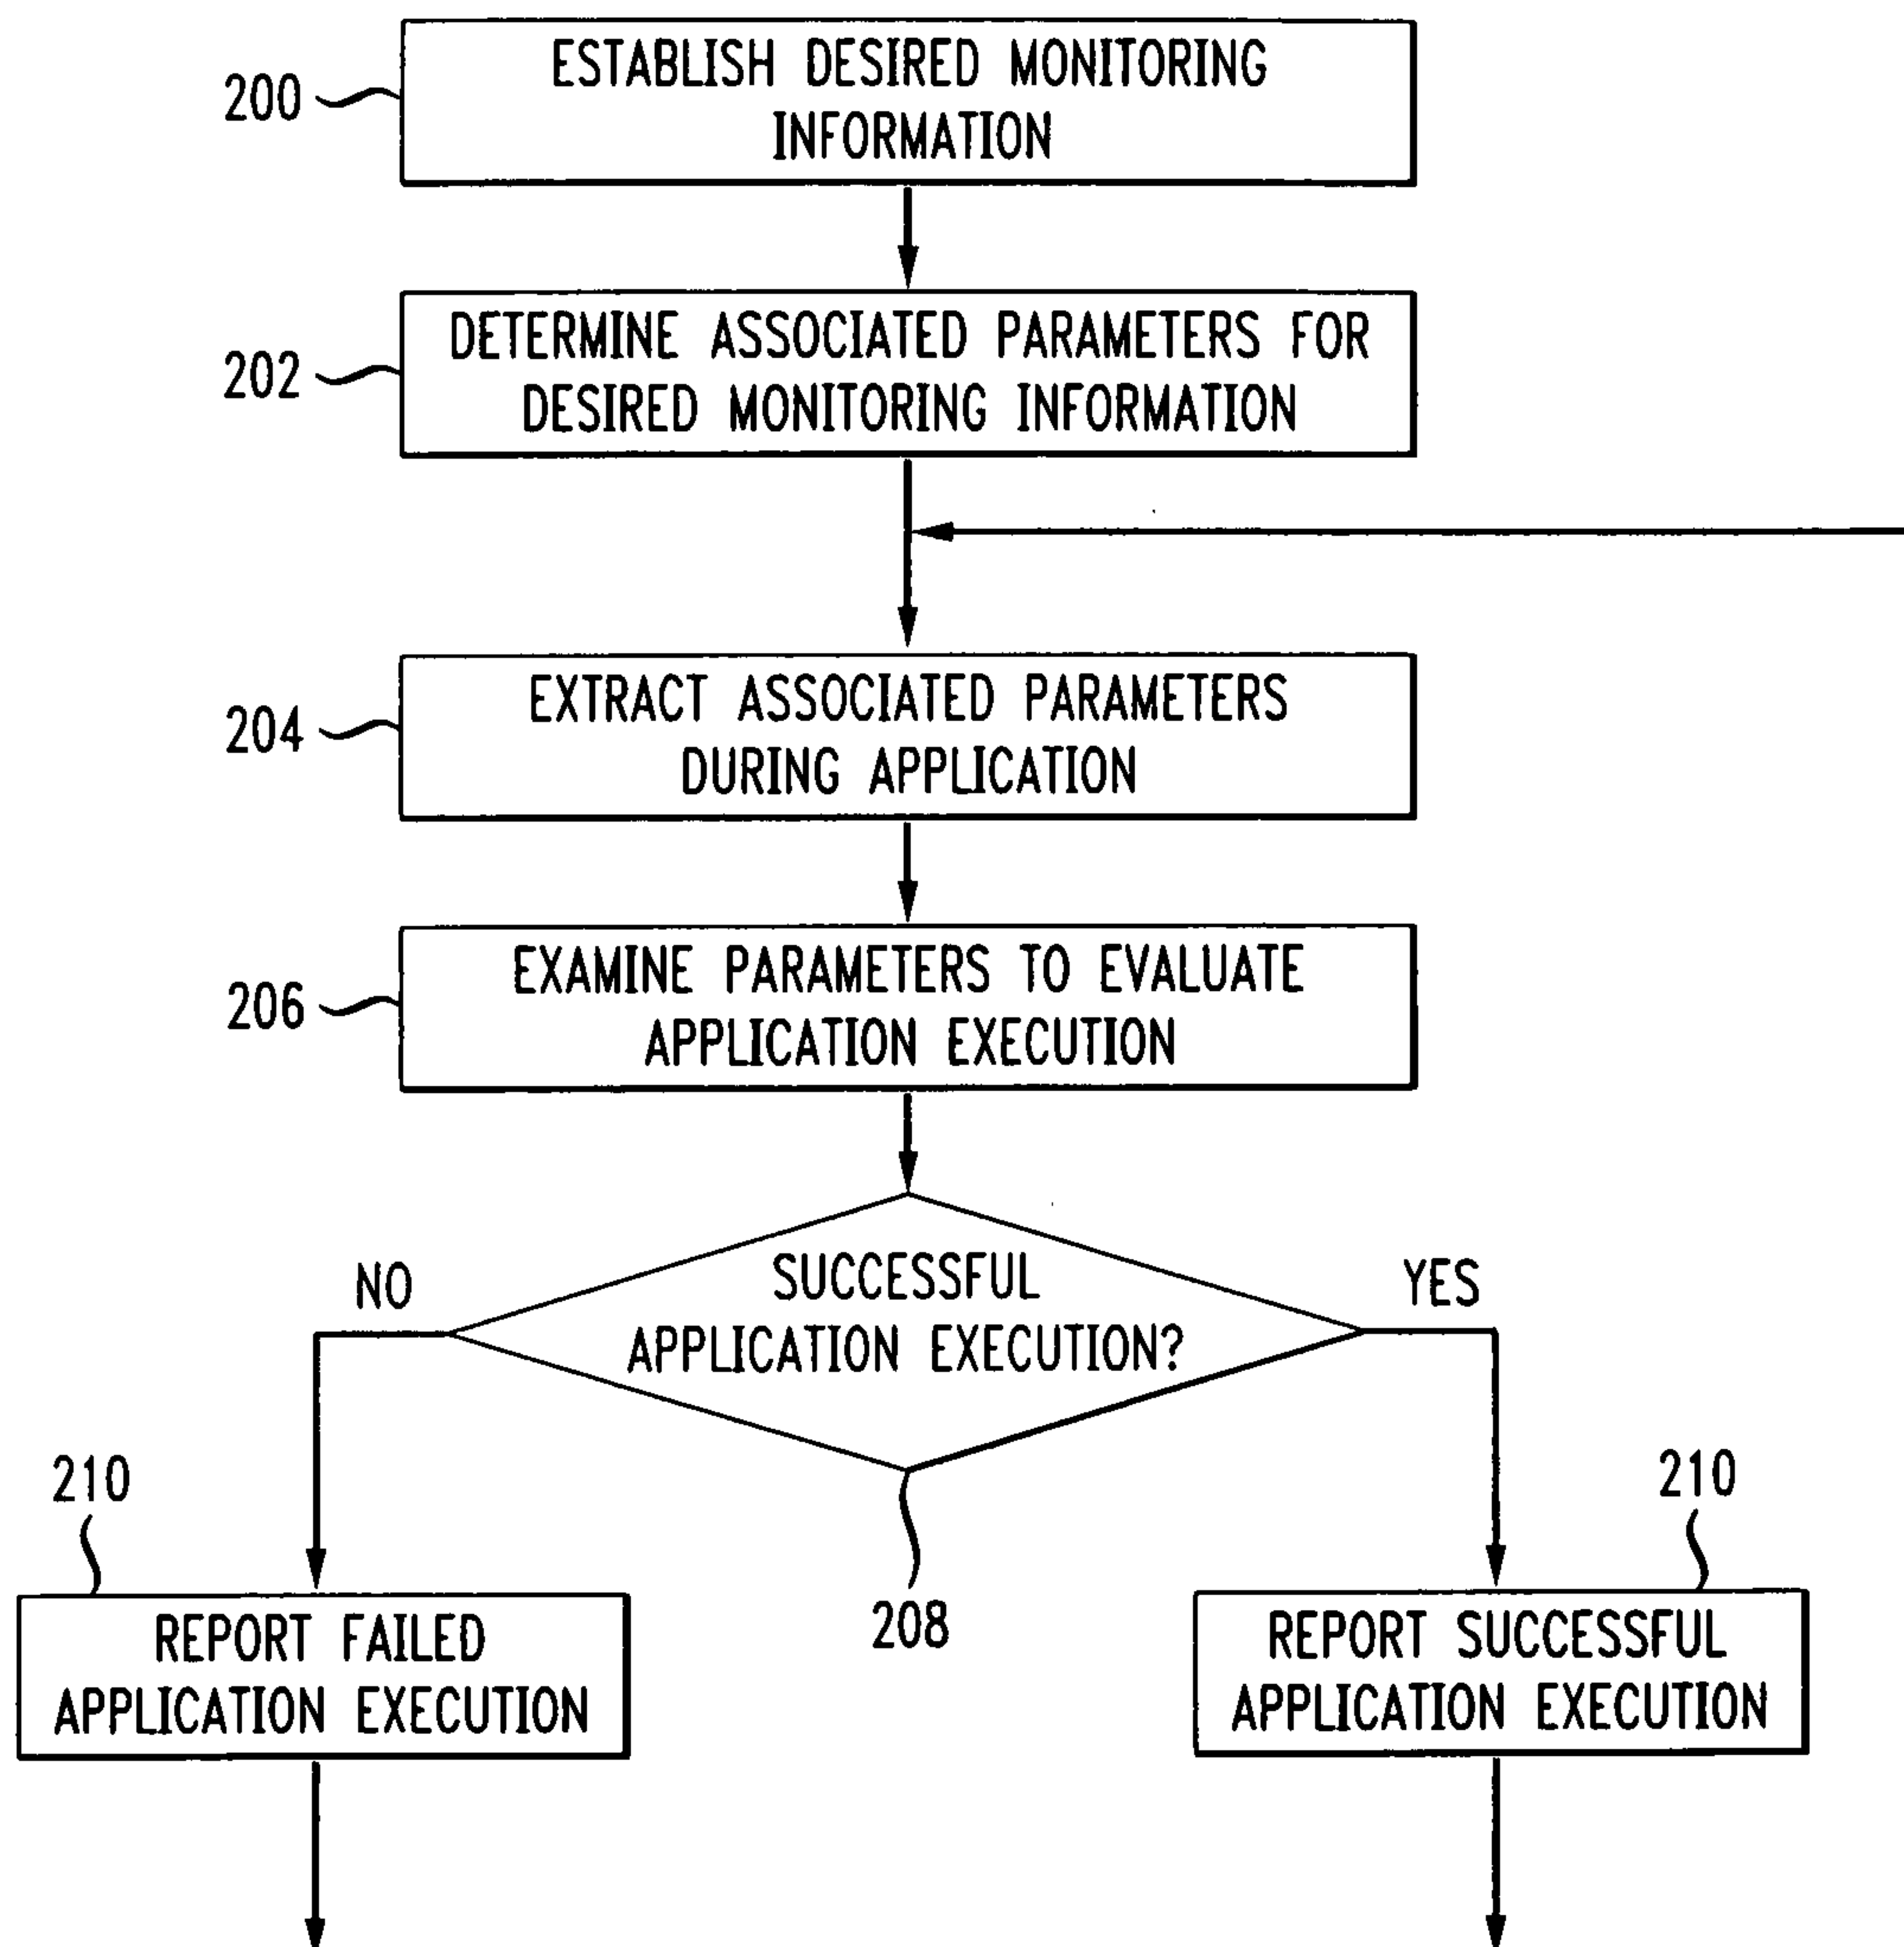 200
ESTABLISH DESIRED MONITORING
INFORMATION
202
DETERMINE ASSOCIATED PARAMETERS FOR
DESIRED MONITORING INFORMATION
204
EXTRACT ASSOCIATED PARAMETERS
DURING APPLICATION
206
EXAMINE PARAMETERS TO EVALUATE
APPLICATION EXECUTION
NO
SUCCESSFUL
APPLICATION EXECUTION?
YES
208
210
REPORT FAILED
APPLICATION EXECUTION
210
REPORT SUCCESSFUL
APPLICATION EXECUTION